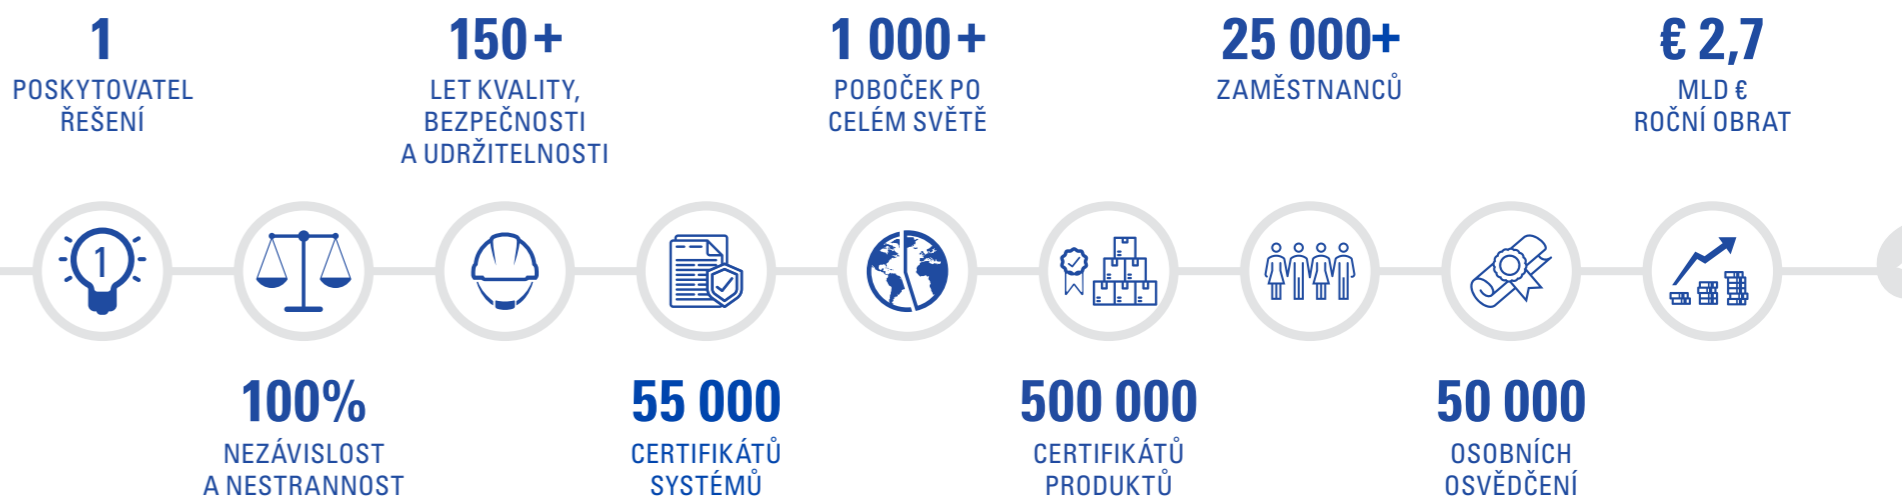 1
POSKYTOVATEL
ŘEŠENÍ
150+
LET KVALITY,
BEZPEČNOSTI
A UDRŽITELNOSTI
1 000+
POBOČEK PO
CELÉM SVĚTĚ
25 000+
ZAMĚSTNANCŮ
€ 2,7
MLD €
ROČNÍ OBRAT
1
100%
NEZÁVISLOST
A NESTRANNOST
55 000
CERTIFIKÁTŮ
SYSTÉMŮ
500 000
CERTIFIKÁTŮ
PRODUKTŮ
50 000
OSOBNÍCH
OSVĚDČENÍ